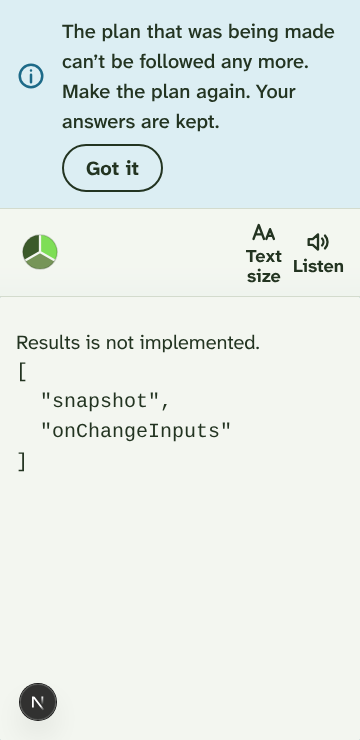 The plan that was being made
can't be followed any more.
Make the plan again. Your
answers are kept.
Got it
Text
size
Listen
Results is not implemented.
[
  "snapshot",
  "onChangeInputs"
]
N